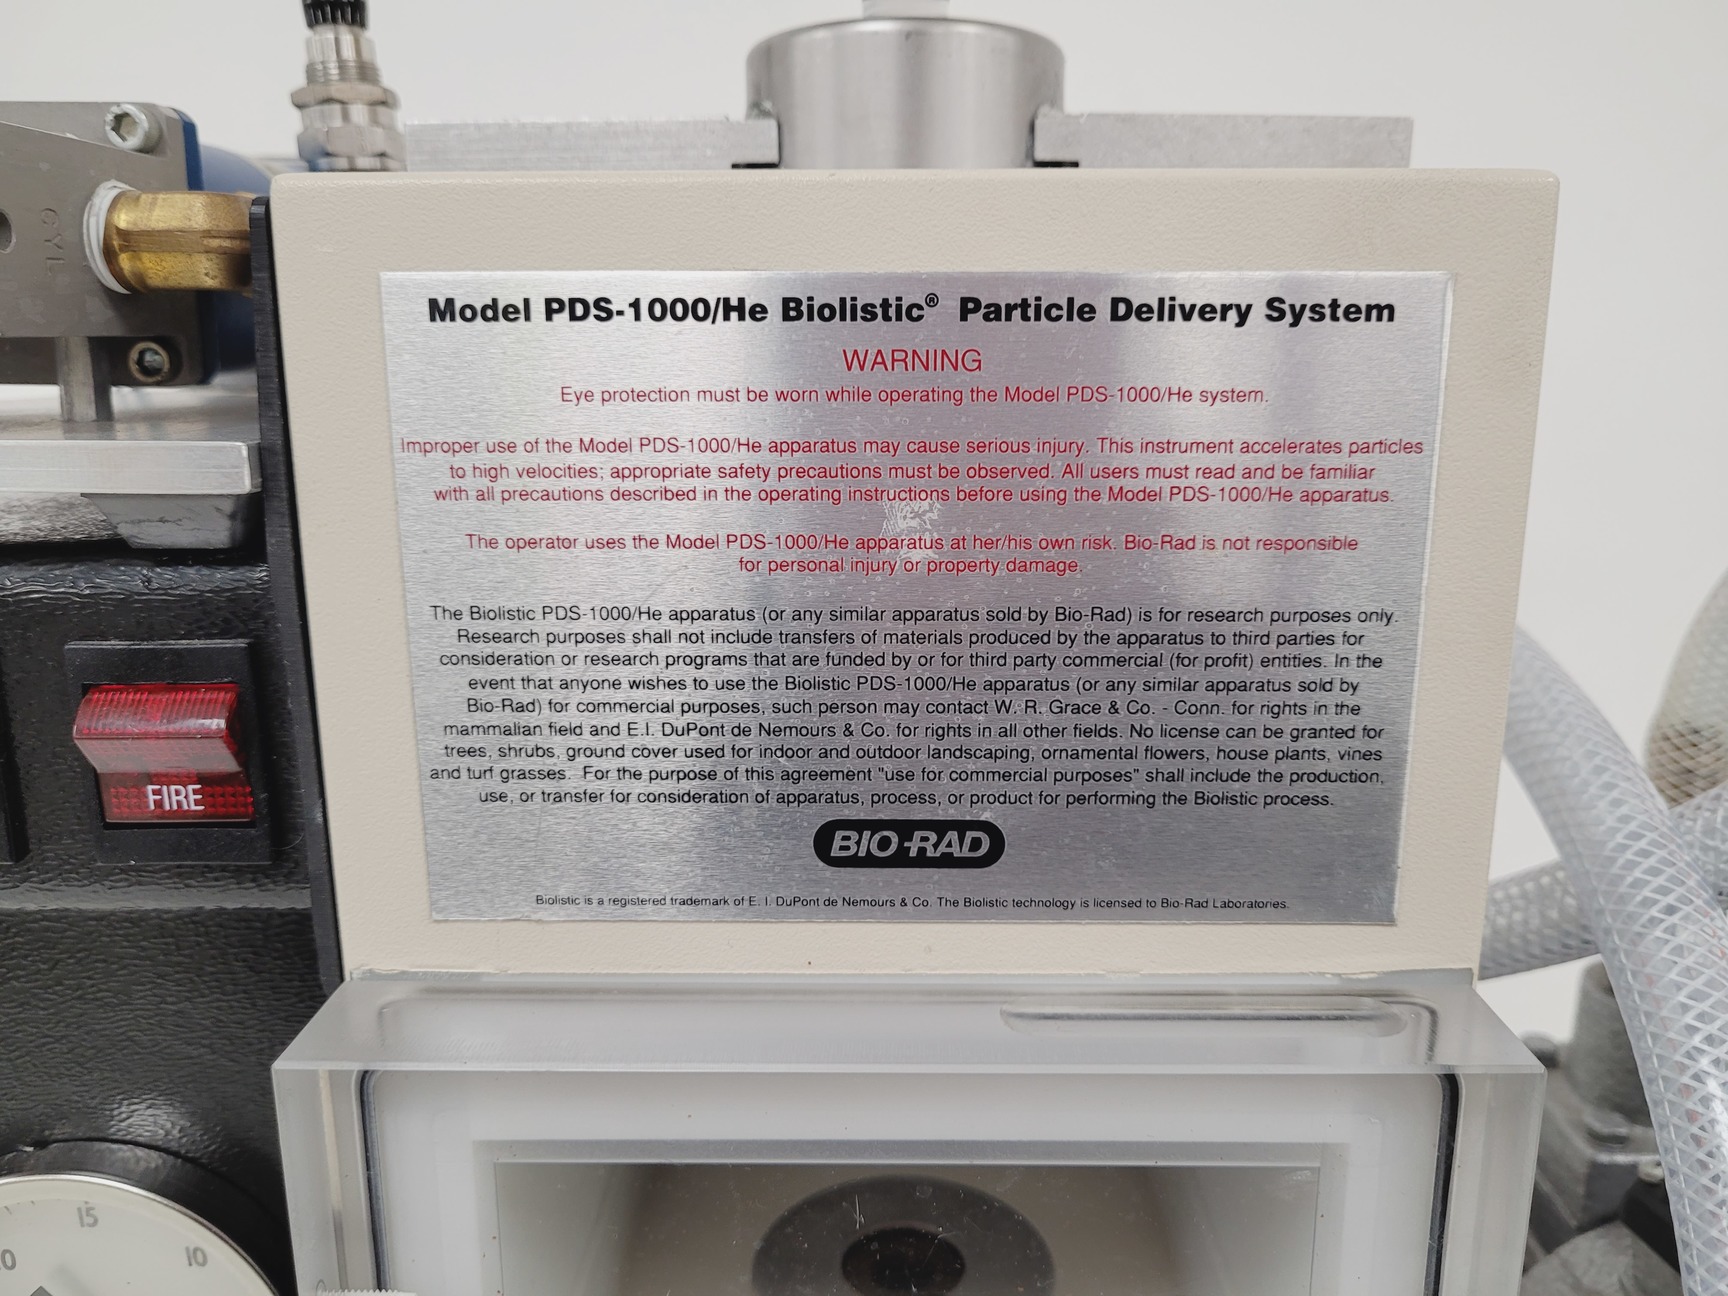 CYL
Model PDS-1000/He Biolistic® Particle Delivery System
WARNING
Eye protection must be worn while operating the Model PDS-1000/He system.
Improper use of the Model PDS-1000/He apparatus may cause serious injury. This instrument accelerates particles
to high velocities; appropriate safety precautions must be observed. All users must read and be familiar
with all precautions described in the operating instructions before using the Model PDS-1000/He apparatus.
The operator uses the Model PDS-1000/He apparatus at her/his own risk. Bio-Rad is not responsible
for personal injury or property damage.
The Biolistic PDS-1000/He apparatus (or any similar apparatus sold by Bio-Rad) is for research purposes only.
Research purposes shall not include transfers of materials produced by the apparatus to third parties for
consideration or research programs that are funded by or for third party commercial (for profit) entities. In the
event that anyone wishes to use the Biolistic PDS-1000/He apparatus (or any similar apparatus sold by
Bio-Rad) for commercial purposes, such person may contact W. R. Grace & Co. - Conn. for rights in the
mammalian field and E.I. DuPont de Nemours & Co. for rights in all other fields. No license can be granted for
trees, shrubs, ground cover used for indoor and outdoor landscaping, ornamental flowers, house plants, vines
and turf grasses. For the purpose of this agreement "use for commercial purposes" shall include the production,
use, or transfer for consideration of apparatus, process, or product for performing the Biolistic process.
BIO-RAD
Biolistic is a registered trademark of E. I. DuPont de Nemours & Co. The Biolistic technology is licensed to Bio-Rad Laboratories.
FIRE
15
10